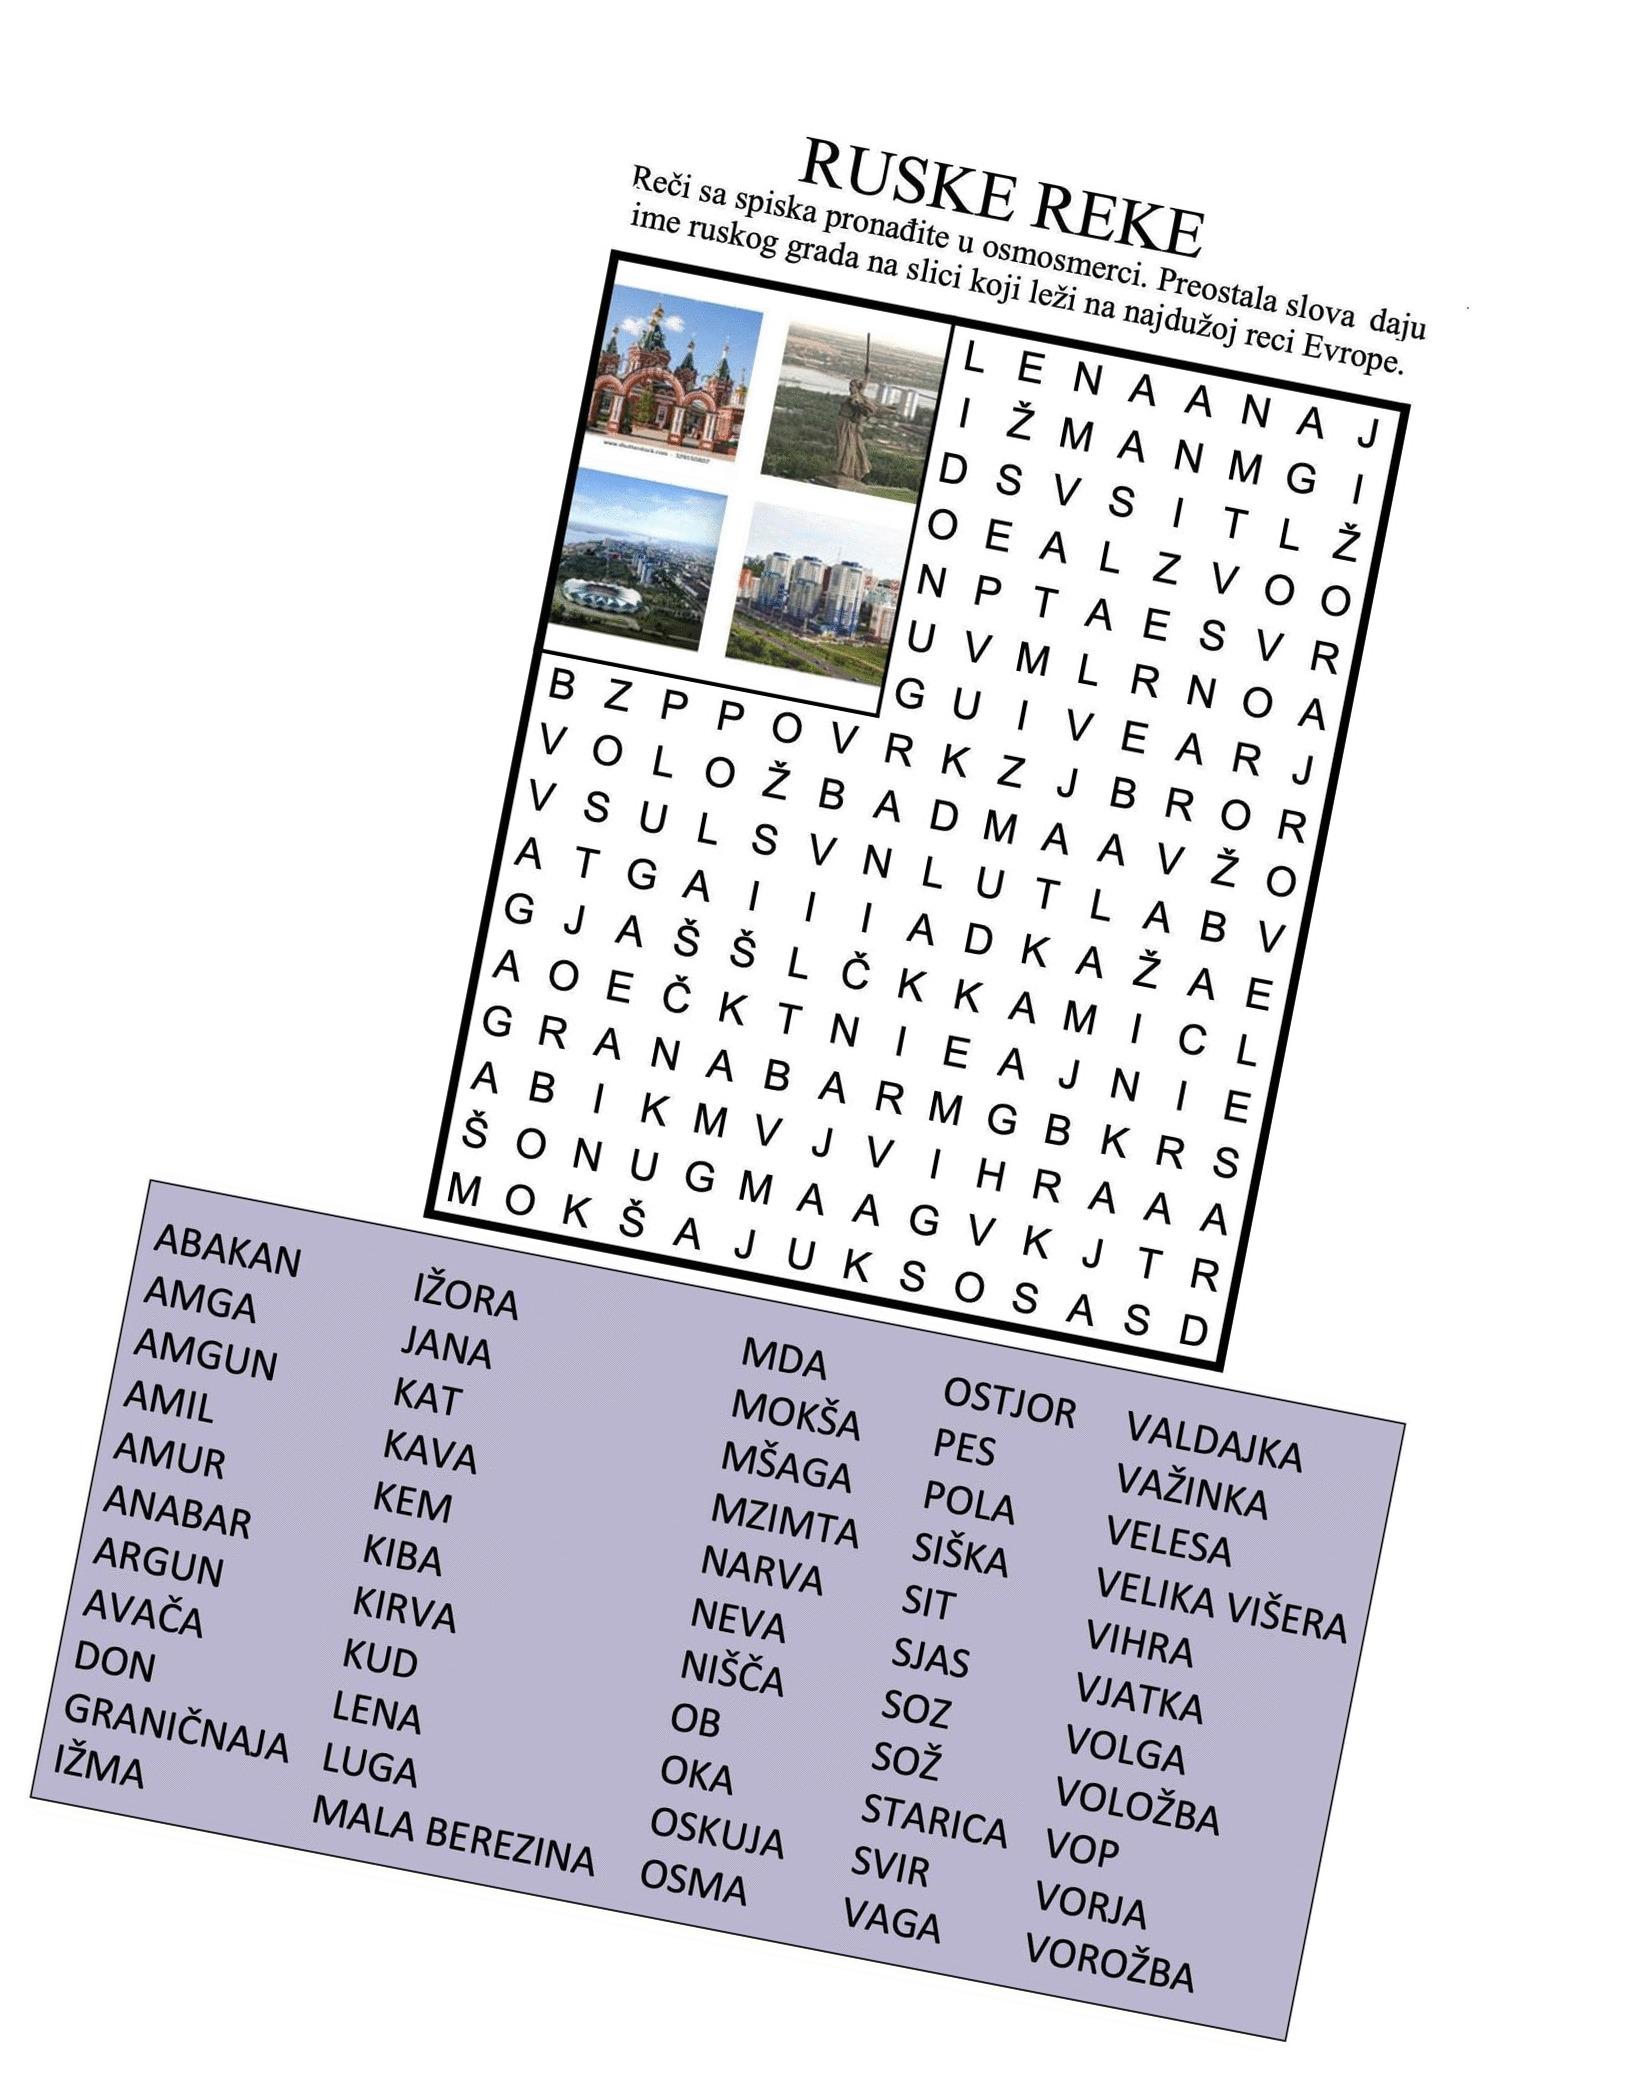 RUSKE REKE
Reči sa spiska pronađite u osmosmerci. Preostala slova daju
ime ruskog grada na slici koji leži na najdužoj reci Evrope.
www.shutterstock.com
L E N A A N A J
I Ž M A N M G I
D S V S I T L Ž
O E A L Z V O O
N P T A E S V R
U V M L R N O A
G U I V E A R J
B Z P P O V R K Z J B R O R
V O L O Ž B A D M A A V Ž O
V S U L S V N L U T L A B V
A T G A I I I A D K A Ž A E
G J A Š Š L Č K K A M I C L
A O E Č K T N I E A J N I E
G R A N A B A R M G B K R S
A B I K M V J V I H R A A A
Š O N U G M A A G V K J T R
M O K Š A J U K S O S A S D
ABAKAN
AMGA
AMGUN
AMIL
AMUR
ANABAR
ARGUN
AVAČA
DON
GRANIČNAJA
IŽMA
IŽORA
JANA
KAT
KAVA
KEM
KIBA
KIRVA
KUD
LENA
LUGA
MALA BEREZINA
MDA
MOKŠA
MŠAGA
MZIMTA
NARVA
NEVA
NIŠČA
OB
OKA
OSKUJA
OSMA
OSTJOR
PES
POLA
SIŠKA
SIT
SJAS
SOZ
SOŽ
STARICA
SVIR
VAGA
VALDAJKA
VAŽINKA
VELESA
VELIKA VIŠERA
VIHRA
VJATKA
VOLGA
VOLOŽBA
VOP
VORJA
VOROŽBA